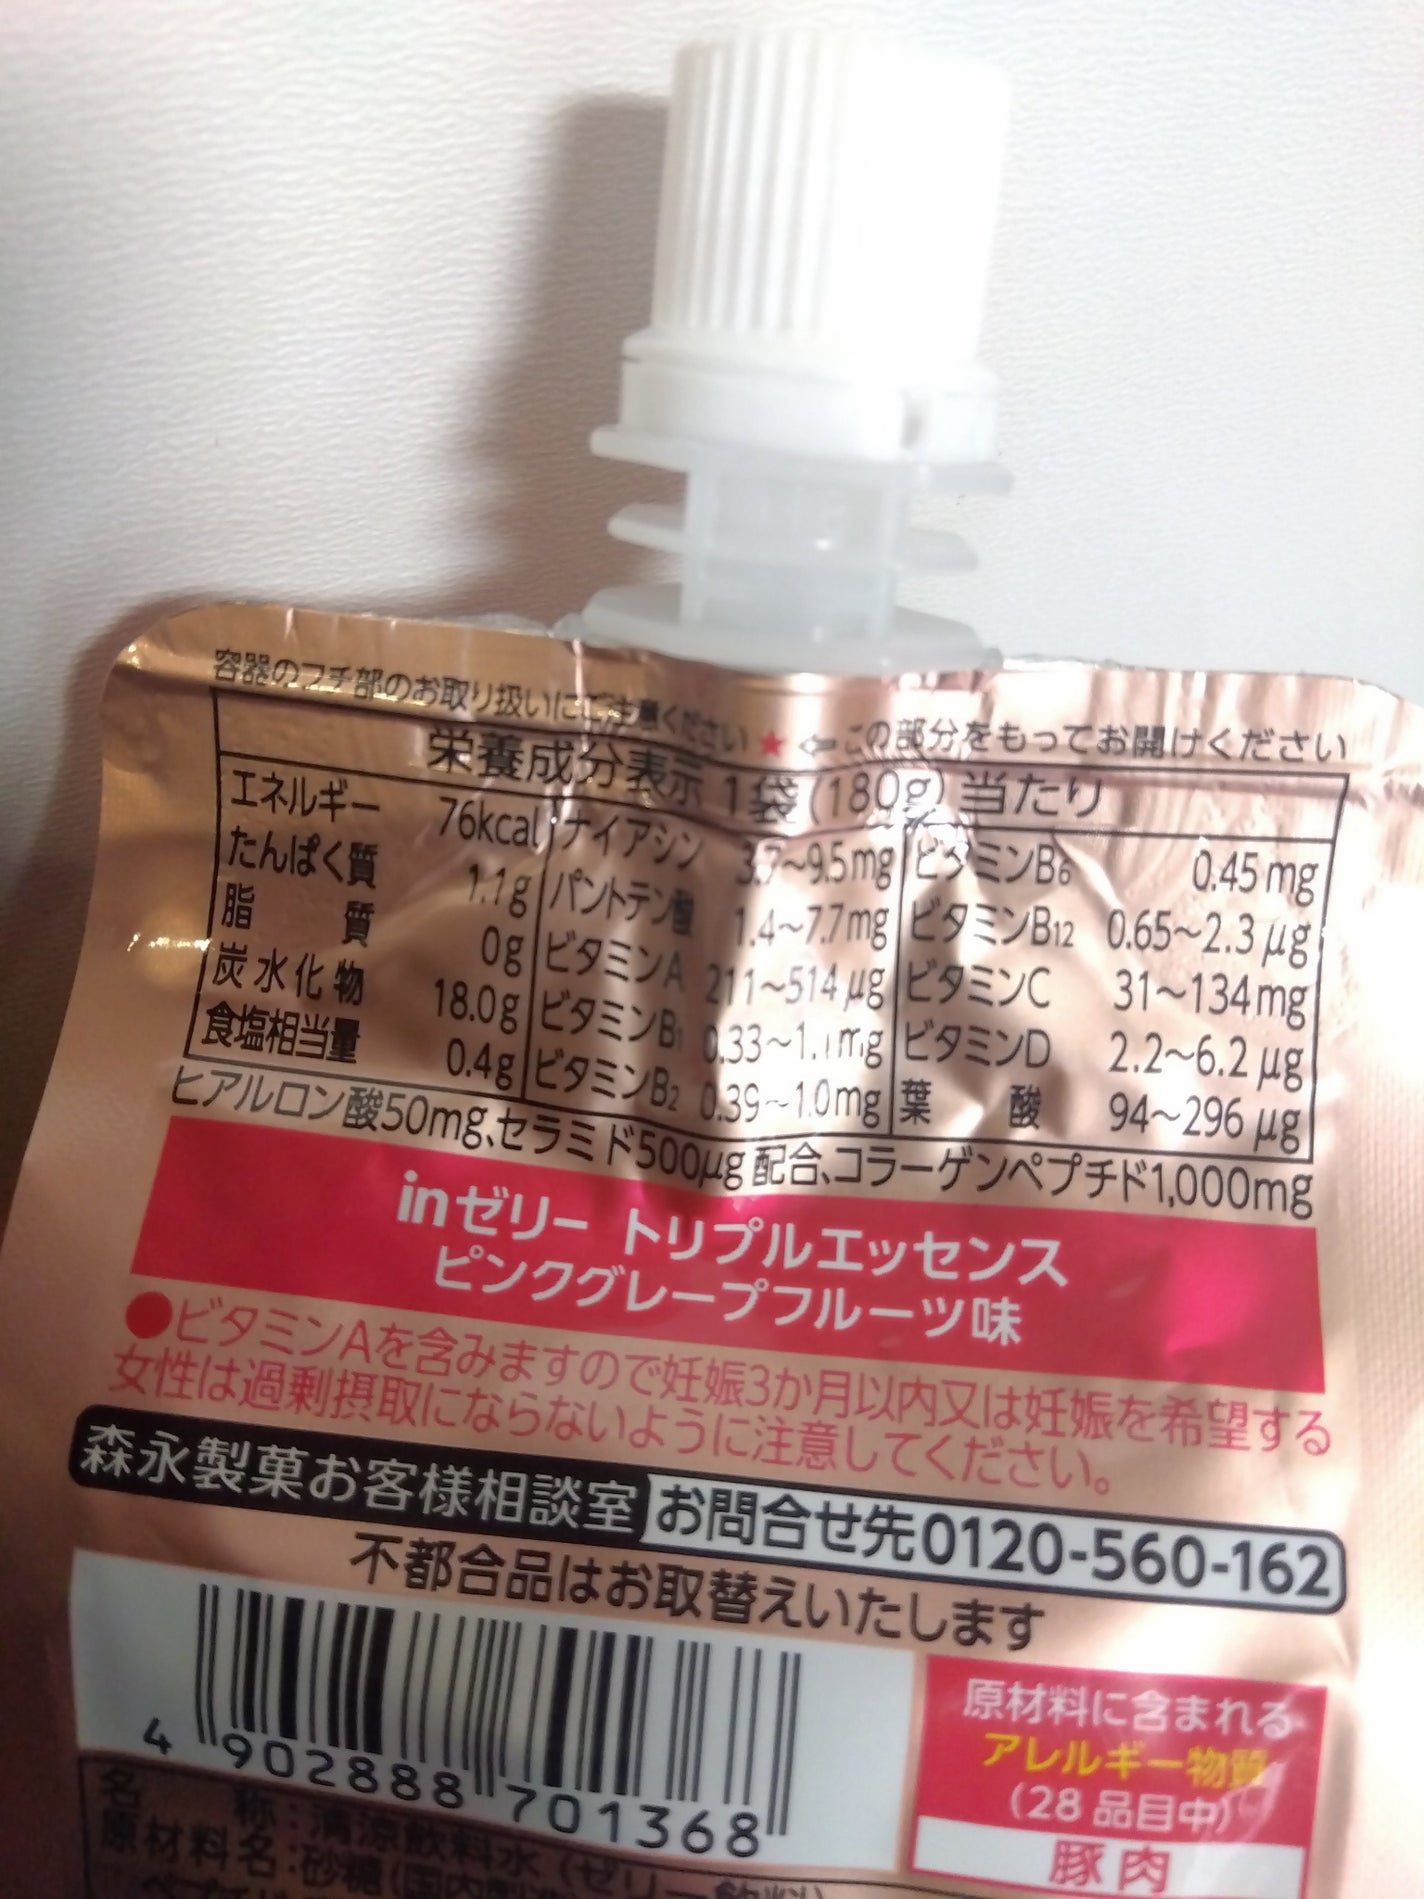 容器のフチ部のお取り扱いにご注意ください ★ ⇦この部分をもってお開けください
栄養成分表示 1袋(180g)当たり
エネルギー 76kcal ナイアシン 3.7～9.5mg ビタミンB6 0.45mg
たんぱく質 1.1g パントテン酸 1.4～7.7mg ビタミンB12 0.65～2.3μg
脂質 0g ビタミンA 211～514μg ビタミンC 31～134mg
炭水化物 18.0g ビタミンB1 0.33～1.1mg ビタミンD 2.2～6.2μg
食塩相当量 0.4g ビタミンB2 0.39～1.0mg 葉酸 94～296μg
ヒアルロン酸50mg、セラミド500μg 配合、コラーゲンペプチド1,000mg
inゼリー トリプルエッセンス
ピンクグレープフルーツ味
●ビタミンAを含みますので妊娠3か月以内又は妊娠を希望する
女性は過剰摂取にならないように注意してください。
森永製菓お客様相談室 お問合せ先0120-560-162
不都合品はお取替えいたします
4 902888 701368
原材料に含まれる
アレルギー物質
(28品目中)
豚肉
名称:清涼飲料水(ゼリー飲料)
原材料名:砂糖(国内製造